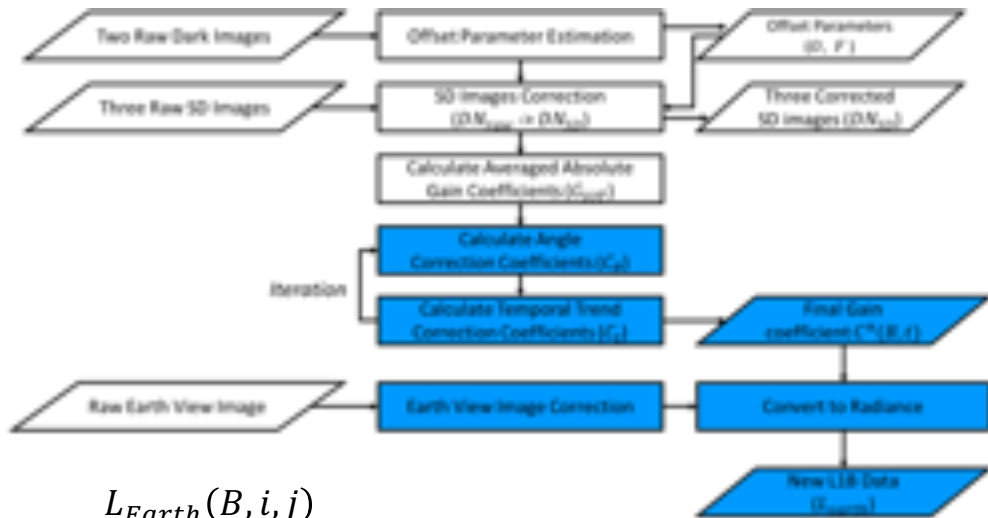 Two Raw Dark Images
Offset Parameter Estimation
Offset Parameters
Three Raw SD Images
SD Images Correction
Three Corrected
SD images (DN_SD)
Calculate Averaged Absolute
Gain Coefficients
Calculate Angle
Correction Coefficients
Iteration
Calculate Temporal Trend
Correction Coefficients
Final Gain
coefficient
Raw Earth View Image
Earth View Image Correction
Convert to Radiance
New L1B Data
L_Earth(B, i, j)